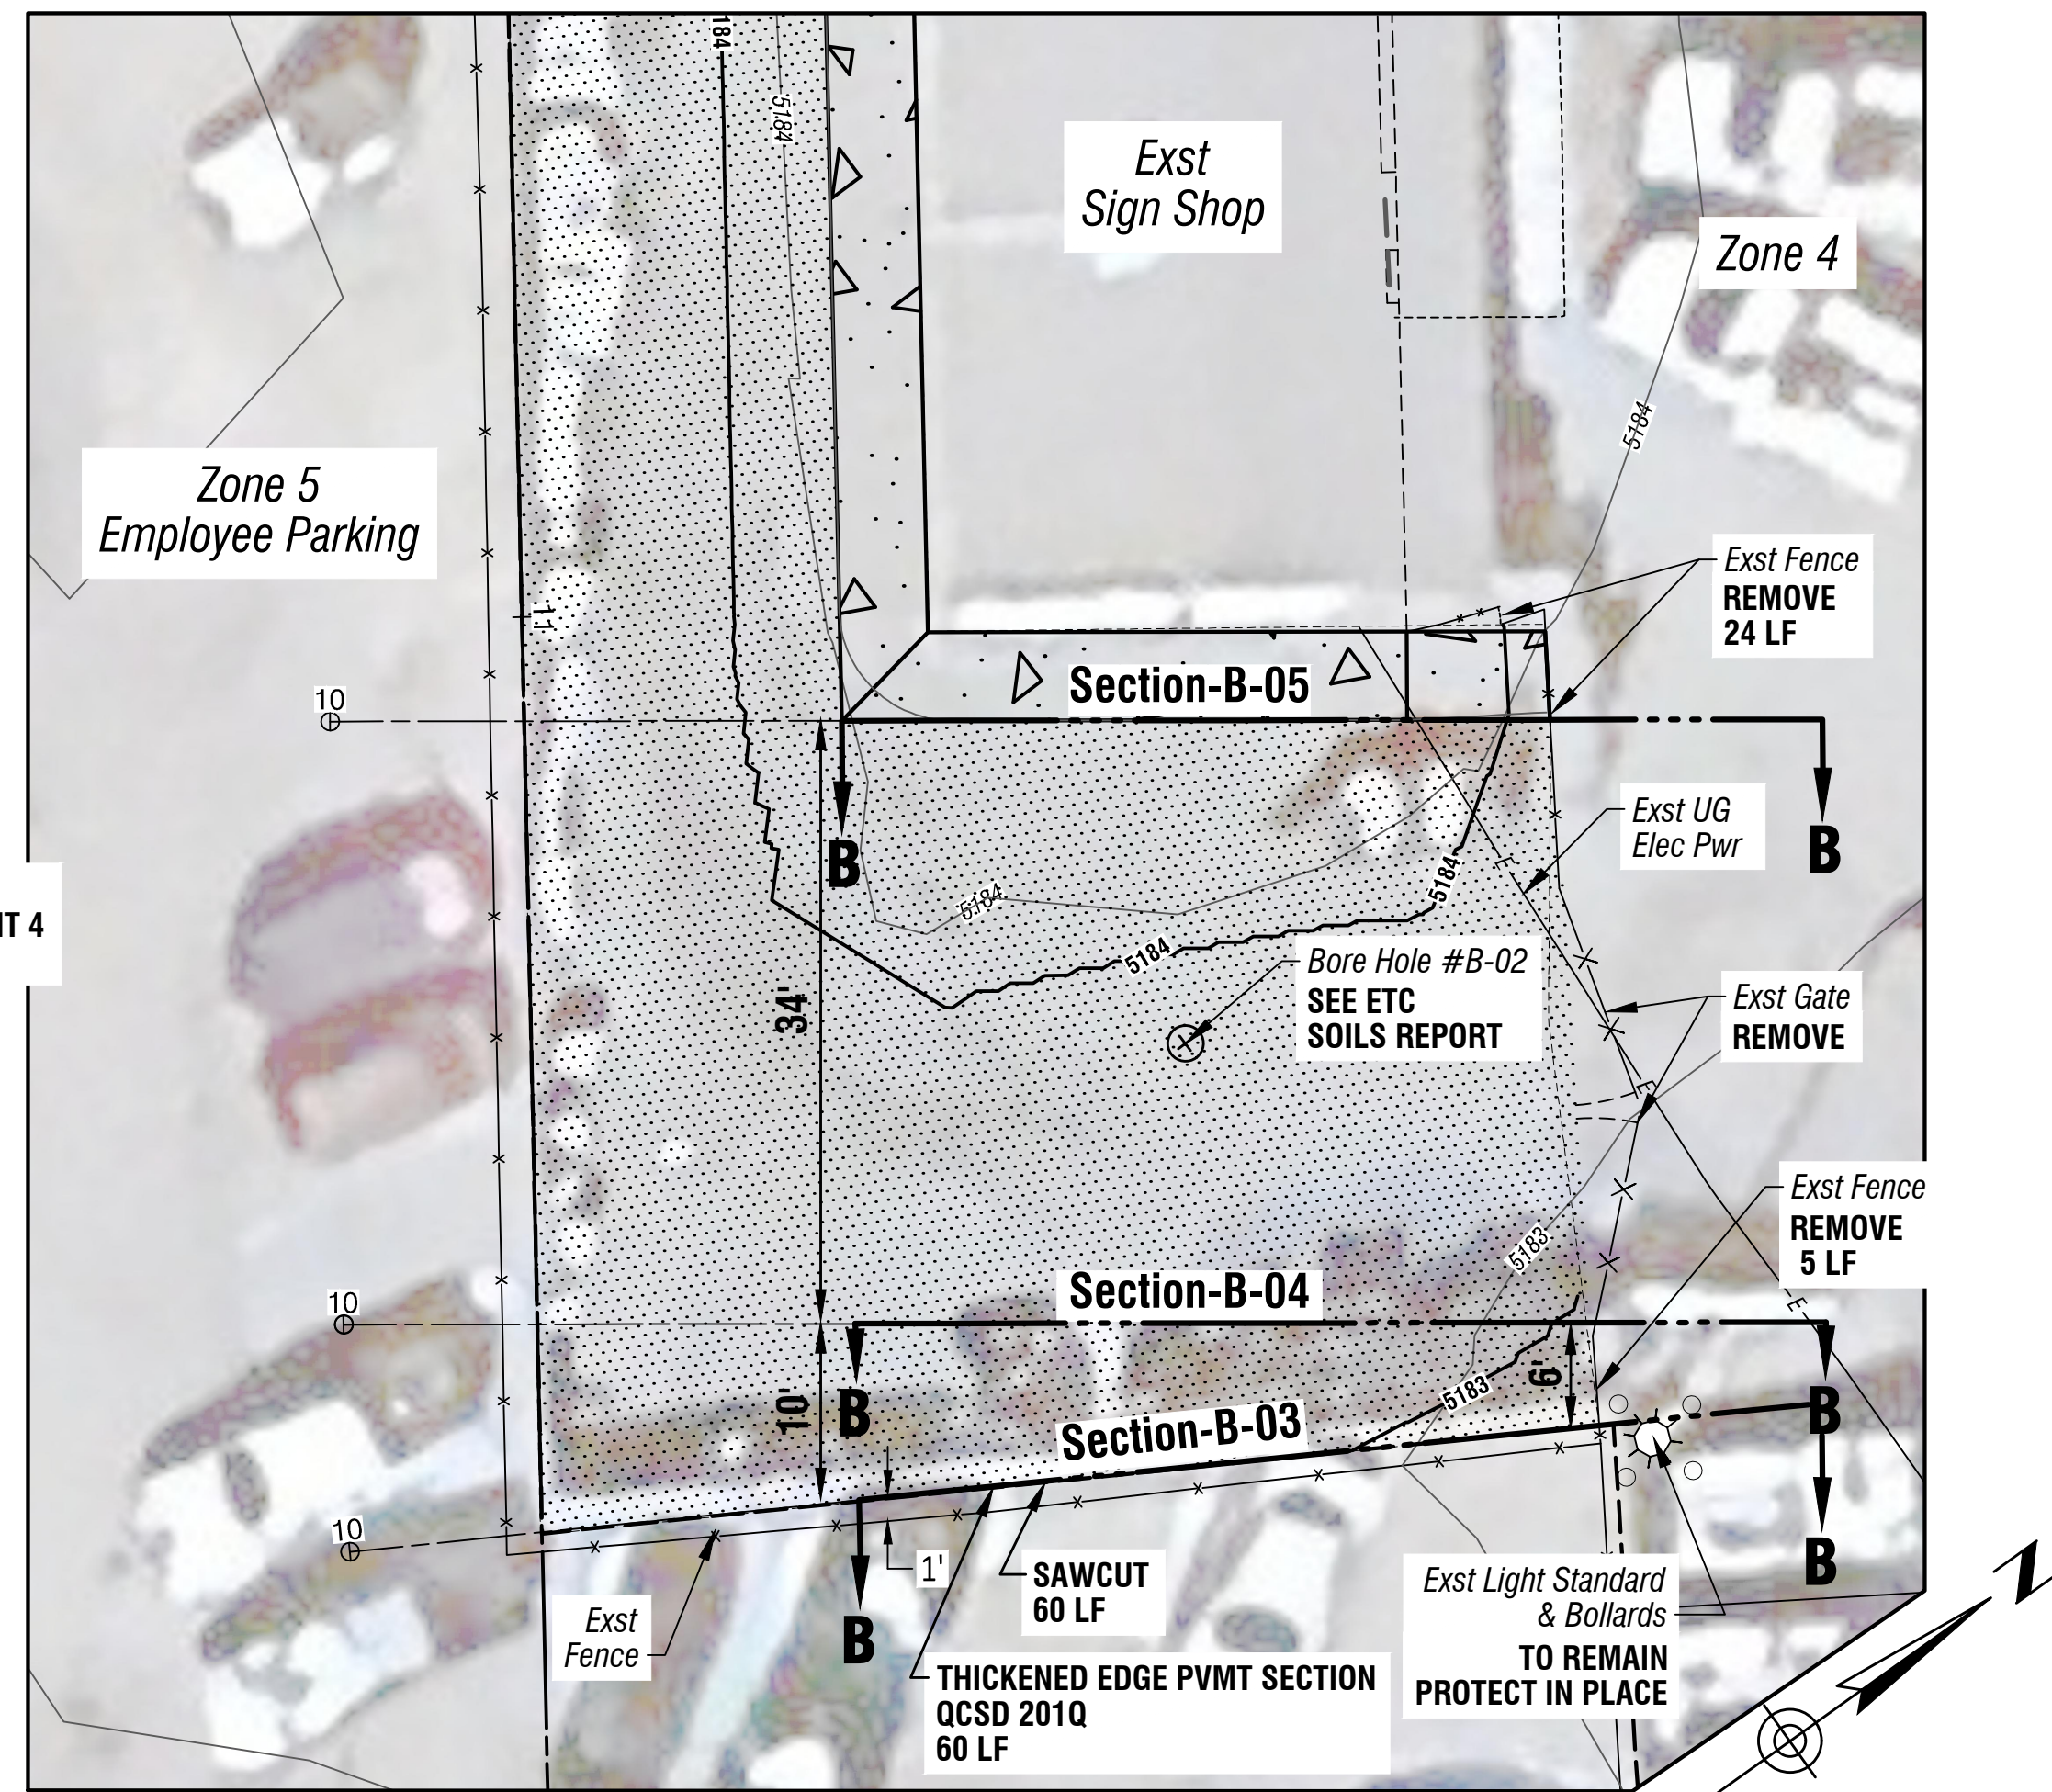 184
5184
Exst
Sign Shop
Zone 4
5184
Zone 5
Employee Parking
Exst Fence
REMOVE
24 LF
11
Section-B-05
10
Exst UG
Elec Pwr
B
B
5184
5184
5184
E
IT 4
Bore Hole #B-02
SEE ETC
SOILS REPORT
34'
Exst Gate
REMOVE
E
Exst Fence
REMOVE
5 LF
5183
Section-B-04
10
E
6'
5183
10'
B
B
Section-B-03
10
1'
SAWCUT
60 LF
B
B
Exst
Fence
Exst Light Standard
& Bollards
TO REMAIN
PROTECT IN PLACE
THICKENED EDGE PVMT SECTION
QCSD 201Q
60 LF
Z